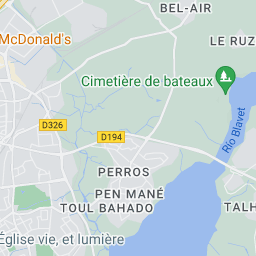 BEL-AIR
McDonald's
LE RUZ
Cimetière de bateaux
D326
D194
Rio Blavet
PERROS
PEN MANÉ
TOUL BAHADO
TALH
Église vie, et lumière